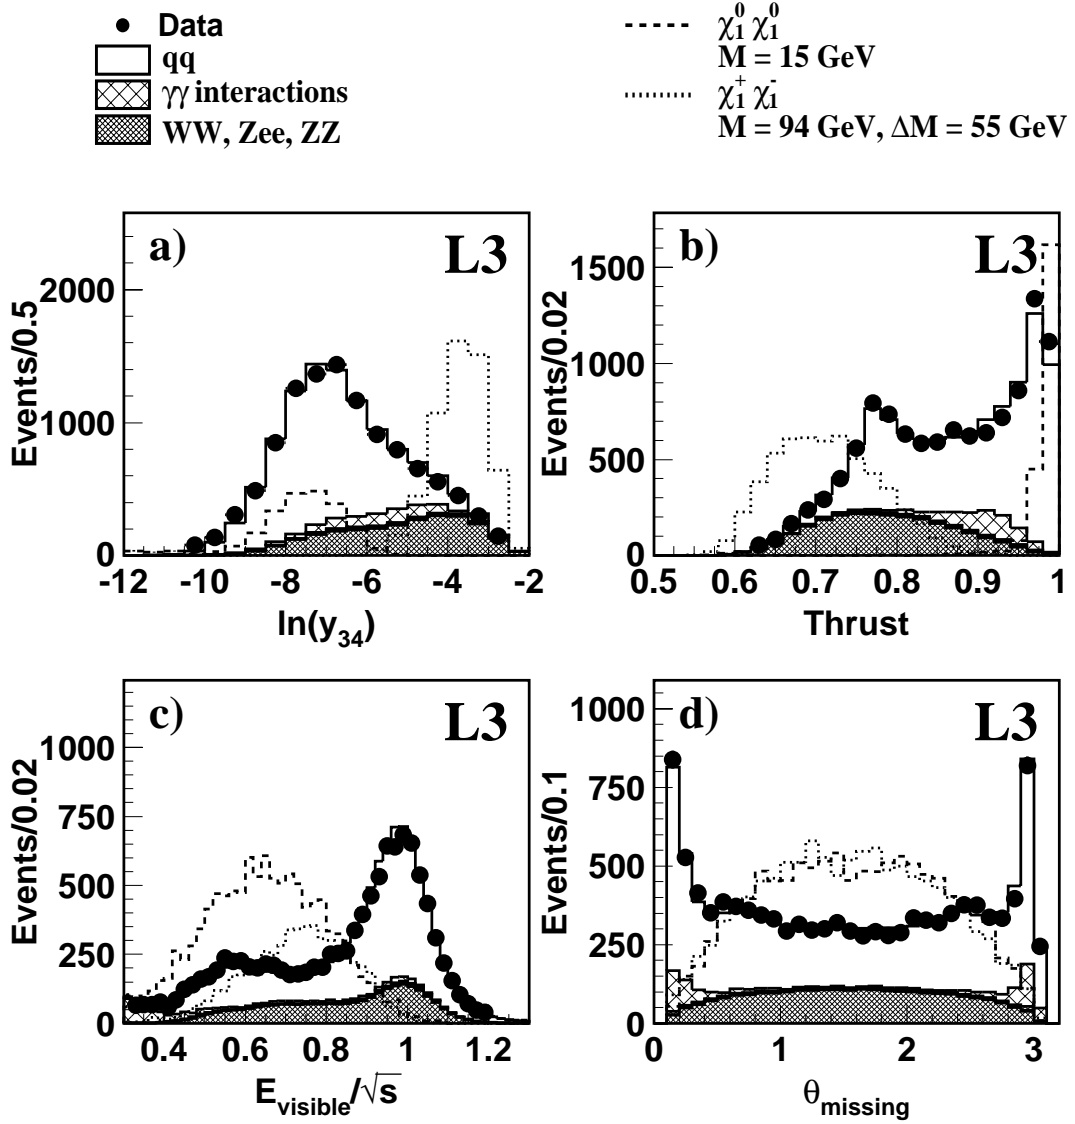 Data
qq
γγ interactions
WW, Zee, ZZ
χ₁⁰ χ₁⁰
M = 15 GeV
χ₁⁺ χ₁⁻
M = 94 GeV, ΔM = 55 GeV
a) L3
Events/0.5
2000
1000
0
-12 -10 -8 -6 -4 -2
ln(y₃₄)
b) L3
Events/0.02
1500
1000
500
0
0.5 0.6 0.7 0.8 0.9 1
Thrust
c) L3
Events/0.02
1000
750
500
250
0
0.4 0.6 0.8 1 1.2
E_visible/√s
d) L3
Events/0.1
1000
750
500
250
0
0 1 2 3
θ_missing